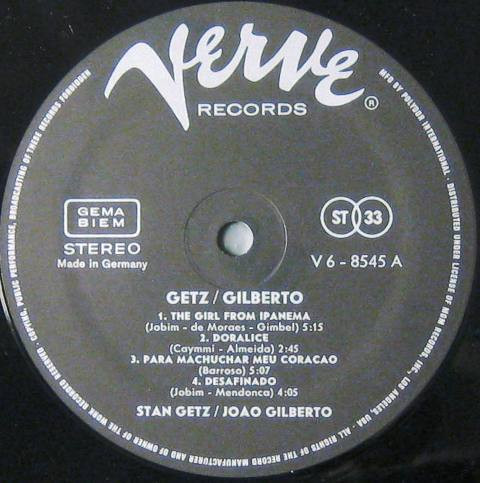 Verve
RECORDS
®
GEMA
BIEM
STEREO
Made in Germany
ST 33
V 6 - 8545 A
GETZ / GILBERTO
1. THE GIRL FROM IPANEMA
(Jobim - de Moraes - Gimbel) 5:15
2. DORALICE
(Caymmi - Almeida) 2:45
3. PARA MACHUCHAR MEU CORACAO
(Barroso) 5:07
4. DESAFINADO
(Jobim - Mendonca) 4:05
STAN GETZ / JOAO GILBERTO
MFG BY POLYDOR INTERNATIONAL · DISTRIBUTED UNDER LICENSE OF MGM RECORDS, INC., LOS ANGELES, USA · ALL RIGHTS OF THE RECORD MANUFACTURER AND OF THE OWNER OF THE WORK RECORDED RESERVED · COPYING, PUBLIC PERFORMANCE, BROADCASTING OF THESE RECORDS FORBIDDEN